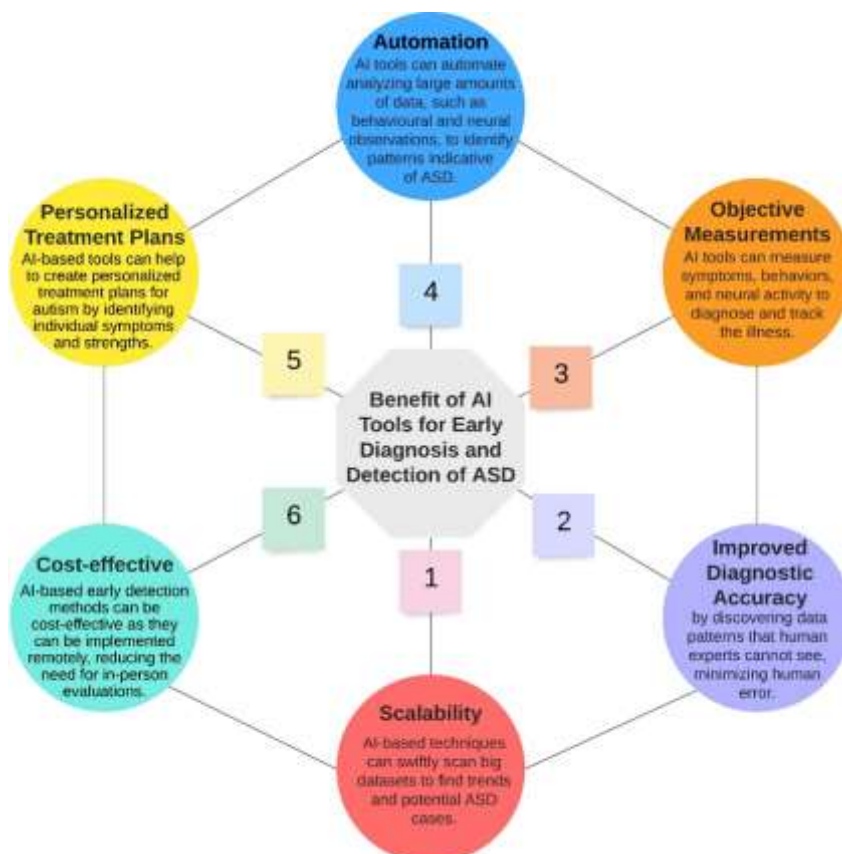 Automation
AI tools can automate
analyzing large amounts
of data, such as
behavioural and neural
observations, to identify
patterns indicative
of ASD.
Personalized
Treatment Plans
AI-based tools can help
to create personalized
treatment plans for
autism by identifying
individual symptoms
and strengths.
Objective
Measurements
AI tools can measure
symptoms, behaviors,
and neural activity to
diagnose and track
the illness.
4
5
3
Benefit of AI
Tools for Early
Diagnosis and
Detection of ASD
6
2
1
Cost-effective
AI-based early detection
methods can be
cost-effective as they
can be implemented
remotely, reducing the
need for in-person
evaluations.
Improved
Diagnostic
Accuracy
by discovering data
patterns that human
experts cannot see,
minimizing human
error.
Scalability
AI-based techniques
can swiftly scan big
datasets to find trends
and potential ASD
cases.